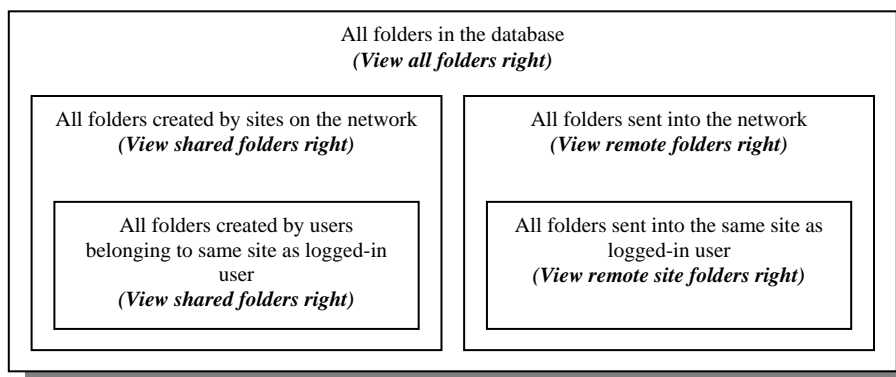 All folders in the database
(View all folders right)
All folders created by sites on the network
(View shared folders right)
All folders created by users
belonging to same site as logged-in
user
(View shared folders right)
All folders sent into the network
(View remote folders right)
All folders sent into the same site as
logged-in user
(View remote site folders right)